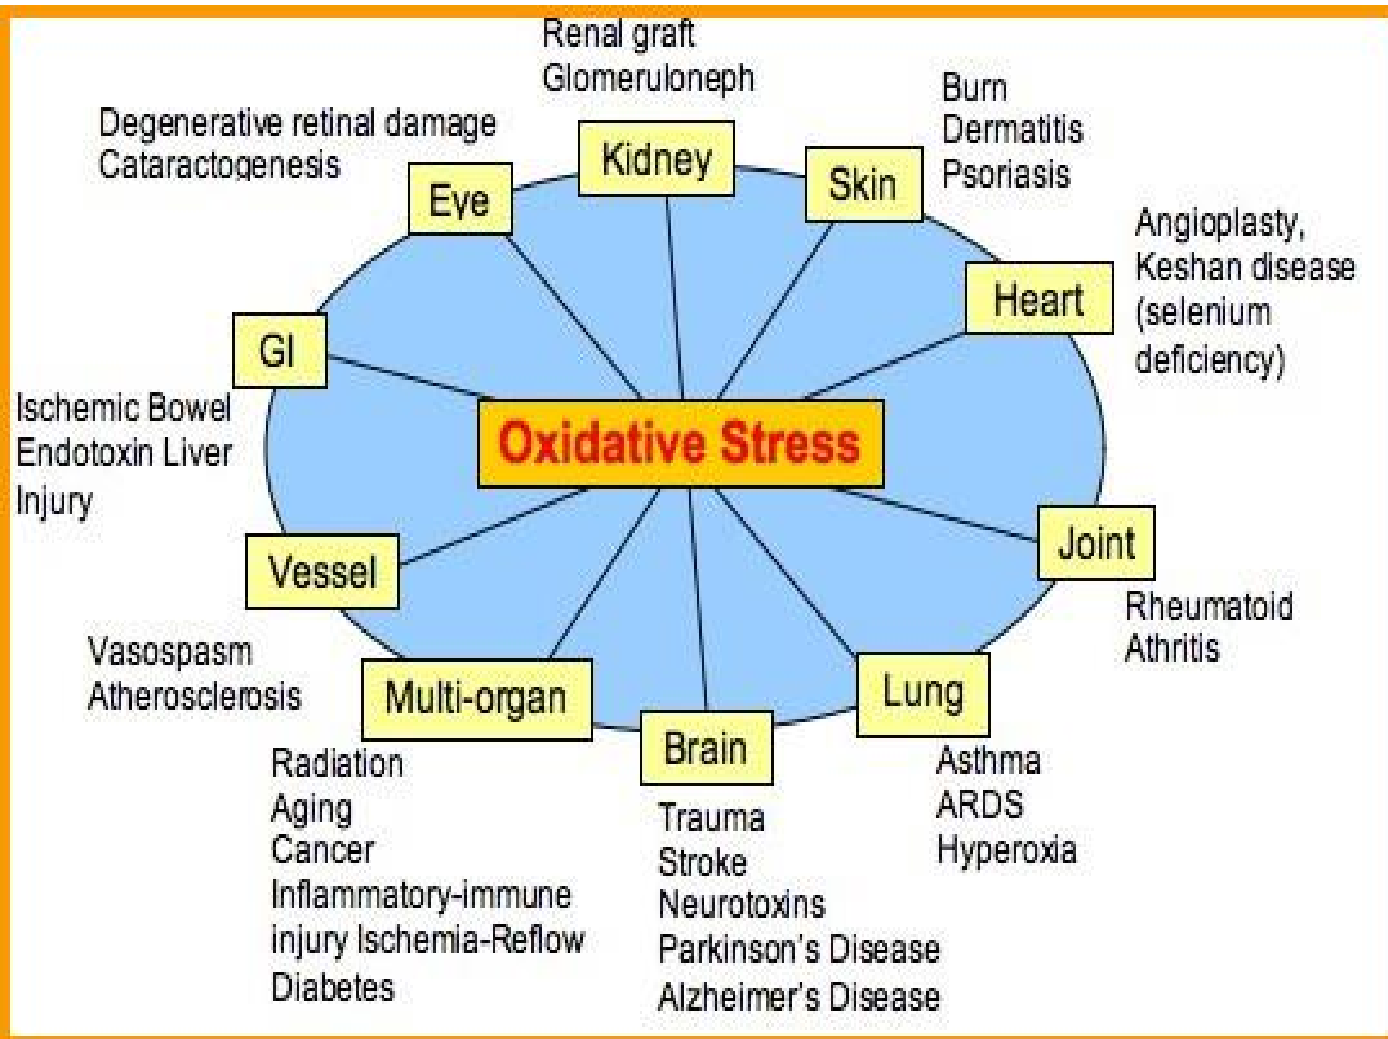 Renal graft
Glomeruloneph
Kidney
Burn
Dermatitis
Psoriasis
Skin
Angioplasty,
Keshan disease
(selenium
deficiency)
Heart
Degenerative retinal damage
Cataractogenesis
Eye
GI
Ischemic Bowel
Endotoxin Liver
Injury
Oxidative Stress
Joint
Rheumatoid
Athritis
Vessel
Vasospasm
Atherosclerosis
Multi-organ
Radiation
Aging
Cancer
Inflammatory-immune
injury Ischemia-Reflow
Diabetes
Brain
Trauma
Stroke
Neurotoxins
Parkinson's Disease
Alzheimer's Disease
Lung
Asthma
ARDS
Hyperoxia